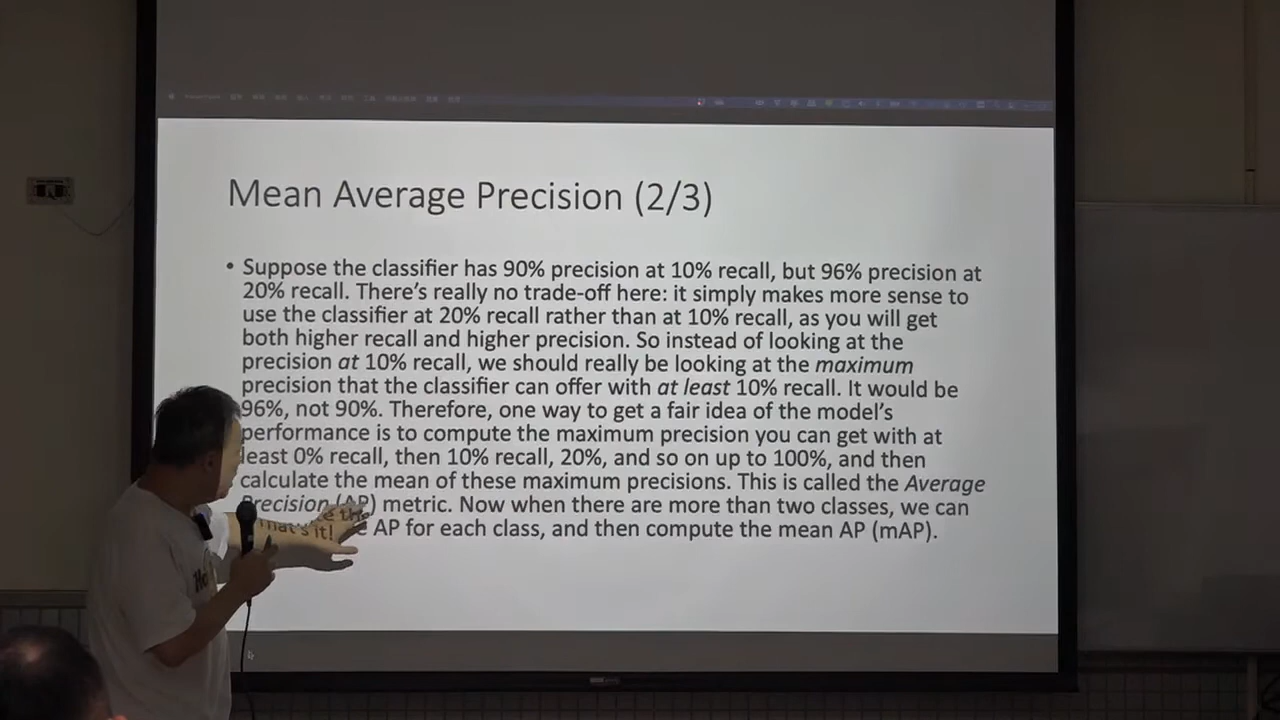 Mean Average Precision (2/3)
• Suppose the classifier has 90% precision at 10% recall, but 96% precision at
20% recall. There's really no trade-off here: it simply makes more sense to
use the classifier at 20% recall rather than at 10% recall, as you will get
both higher recall and higher precision. So instead of looking at the
precision at 10% recall, we should really be looking at the maximum
precision that the classifier can offer with at least 10% recall. It would be
96%, not 90%. Therefore, one way to get a fair idea of the model's
performance is to compute the maximum precision you can get with at
least 0% recall, then 10% recall, 20%, and so on up to 100%, and then
calculate the mean of these maximum precisions. This is called the Average
Precision (AP) metric. Now when there are more than two classes, we can
AP for each class, and then compute the mean AP (mAP).
That's it!